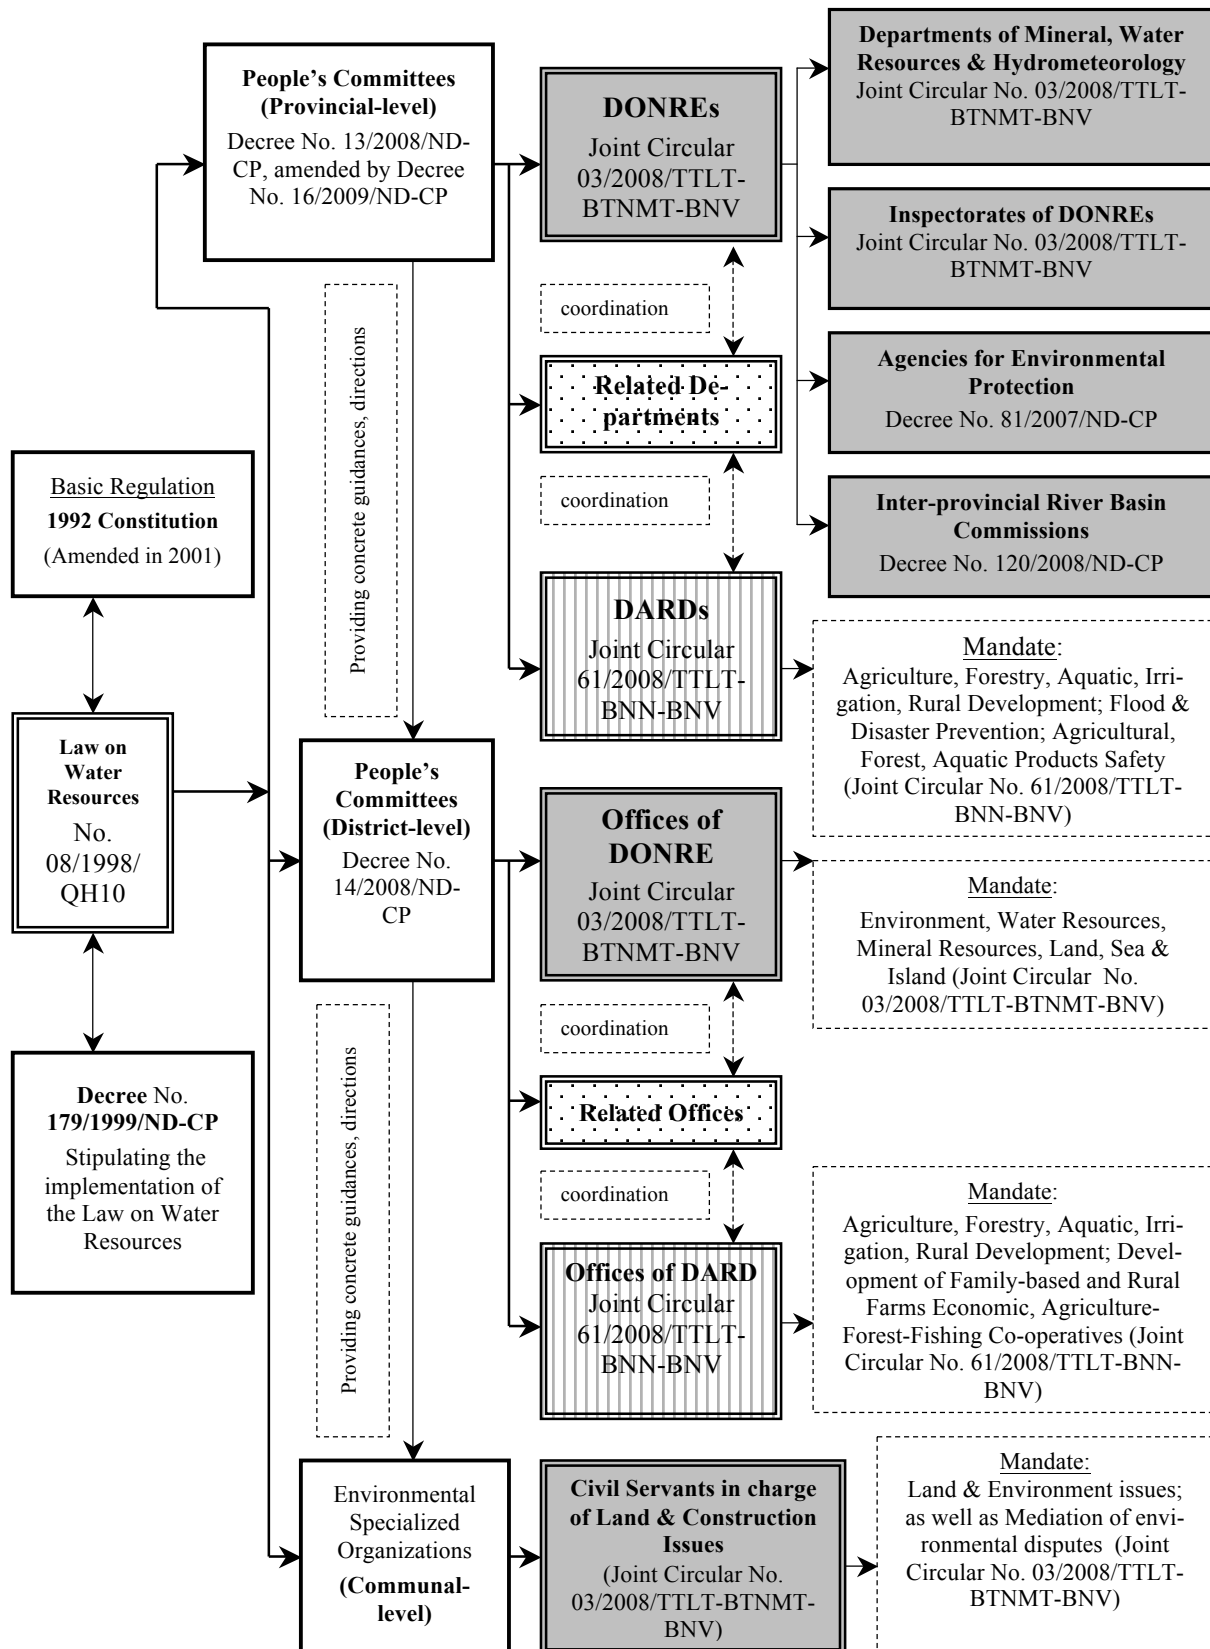 People's Committees
(Provincial-level)
Decree No. 13/2008/ND-
CP, amended by Decree
No. 16/2009/ND-CP
DONREs
Joint Circular
03/2008/TTLT-
BTNMT-BNV
Departments of Mineral, Water
Resources & Hydrometeorology
Joint Circular No. 03/2008/TTLT-
BTNMT-BNV
Inspectorates of DONREs
Joint Circular No. 03/2008/TTLT-
BTNMT-BNV
Agencies for Environmental
Protection
Decree No. 81/2007/ND-CP
Inter-provincial River Basin
Commissions
Decree No. 120/2008/ND-CP
coordination
Related De-
partments
coordination
Providing concrete guidances, directions
Basic Regulation
1992 Constitution
(Amended in 2001)
DARDs
Joint Circular
61/2008/TTLT-
BNN-BNV
Mandate:
Agriculture, Forestry, Aquatic, Irri-
gation, Rural Development; Flood &
Disaster Prevention; Agricultural,
Forest, Aquatic Products Safety
(Joint Circular No. 61/2008/TTLT-
BNN-BNV)
Law on
Water
Resources
No.
08/1998/
QH10
People's
Committees
(District-level)
Decree No.
14/2008/ND-
CP
Offices of
DONRE
Joint Circular
03/2008/TTLT-
BTNMT-BNV
Mandate:
Environment, Water Resources,
Mineral Resources, Land, Sea &
Island (Joint Circular No.
03/2008/TTLT-BTNMT-BNV)
coordination
Related Offices
coordination
Providing concrete guidances, directions
Decree No.
179/1999/ND-CP
Stipulating the
implementation of
the Law on Water
Resources
Offices of DARD
Joint Circular
61/2008/TTLT-
BNN-BNV
Mandate:
Agriculture, Forestry, Aquatic, Irri-
gation, Rural Development; Devel-
opment of Family-based and Rural
Farms Economic, Agriculture-
Forest-Fishing Co-operatives (Joint
Circular No. 61/2008/TTLT-BNN-
BNV)
Environmental
Specialized
Organizations
(Communal-
level)
Civil Servants in charge
of Land & Construction
Issues
(Joint Circular No.
03/2008/TTLT-BTNMT-
BNV)
Mandate:
Land & Environment issues;
as well as Mediation of envi-
ronmental disputes (Joint
Circular No. 03/2008/TTLT-
BTNMT-BNV)